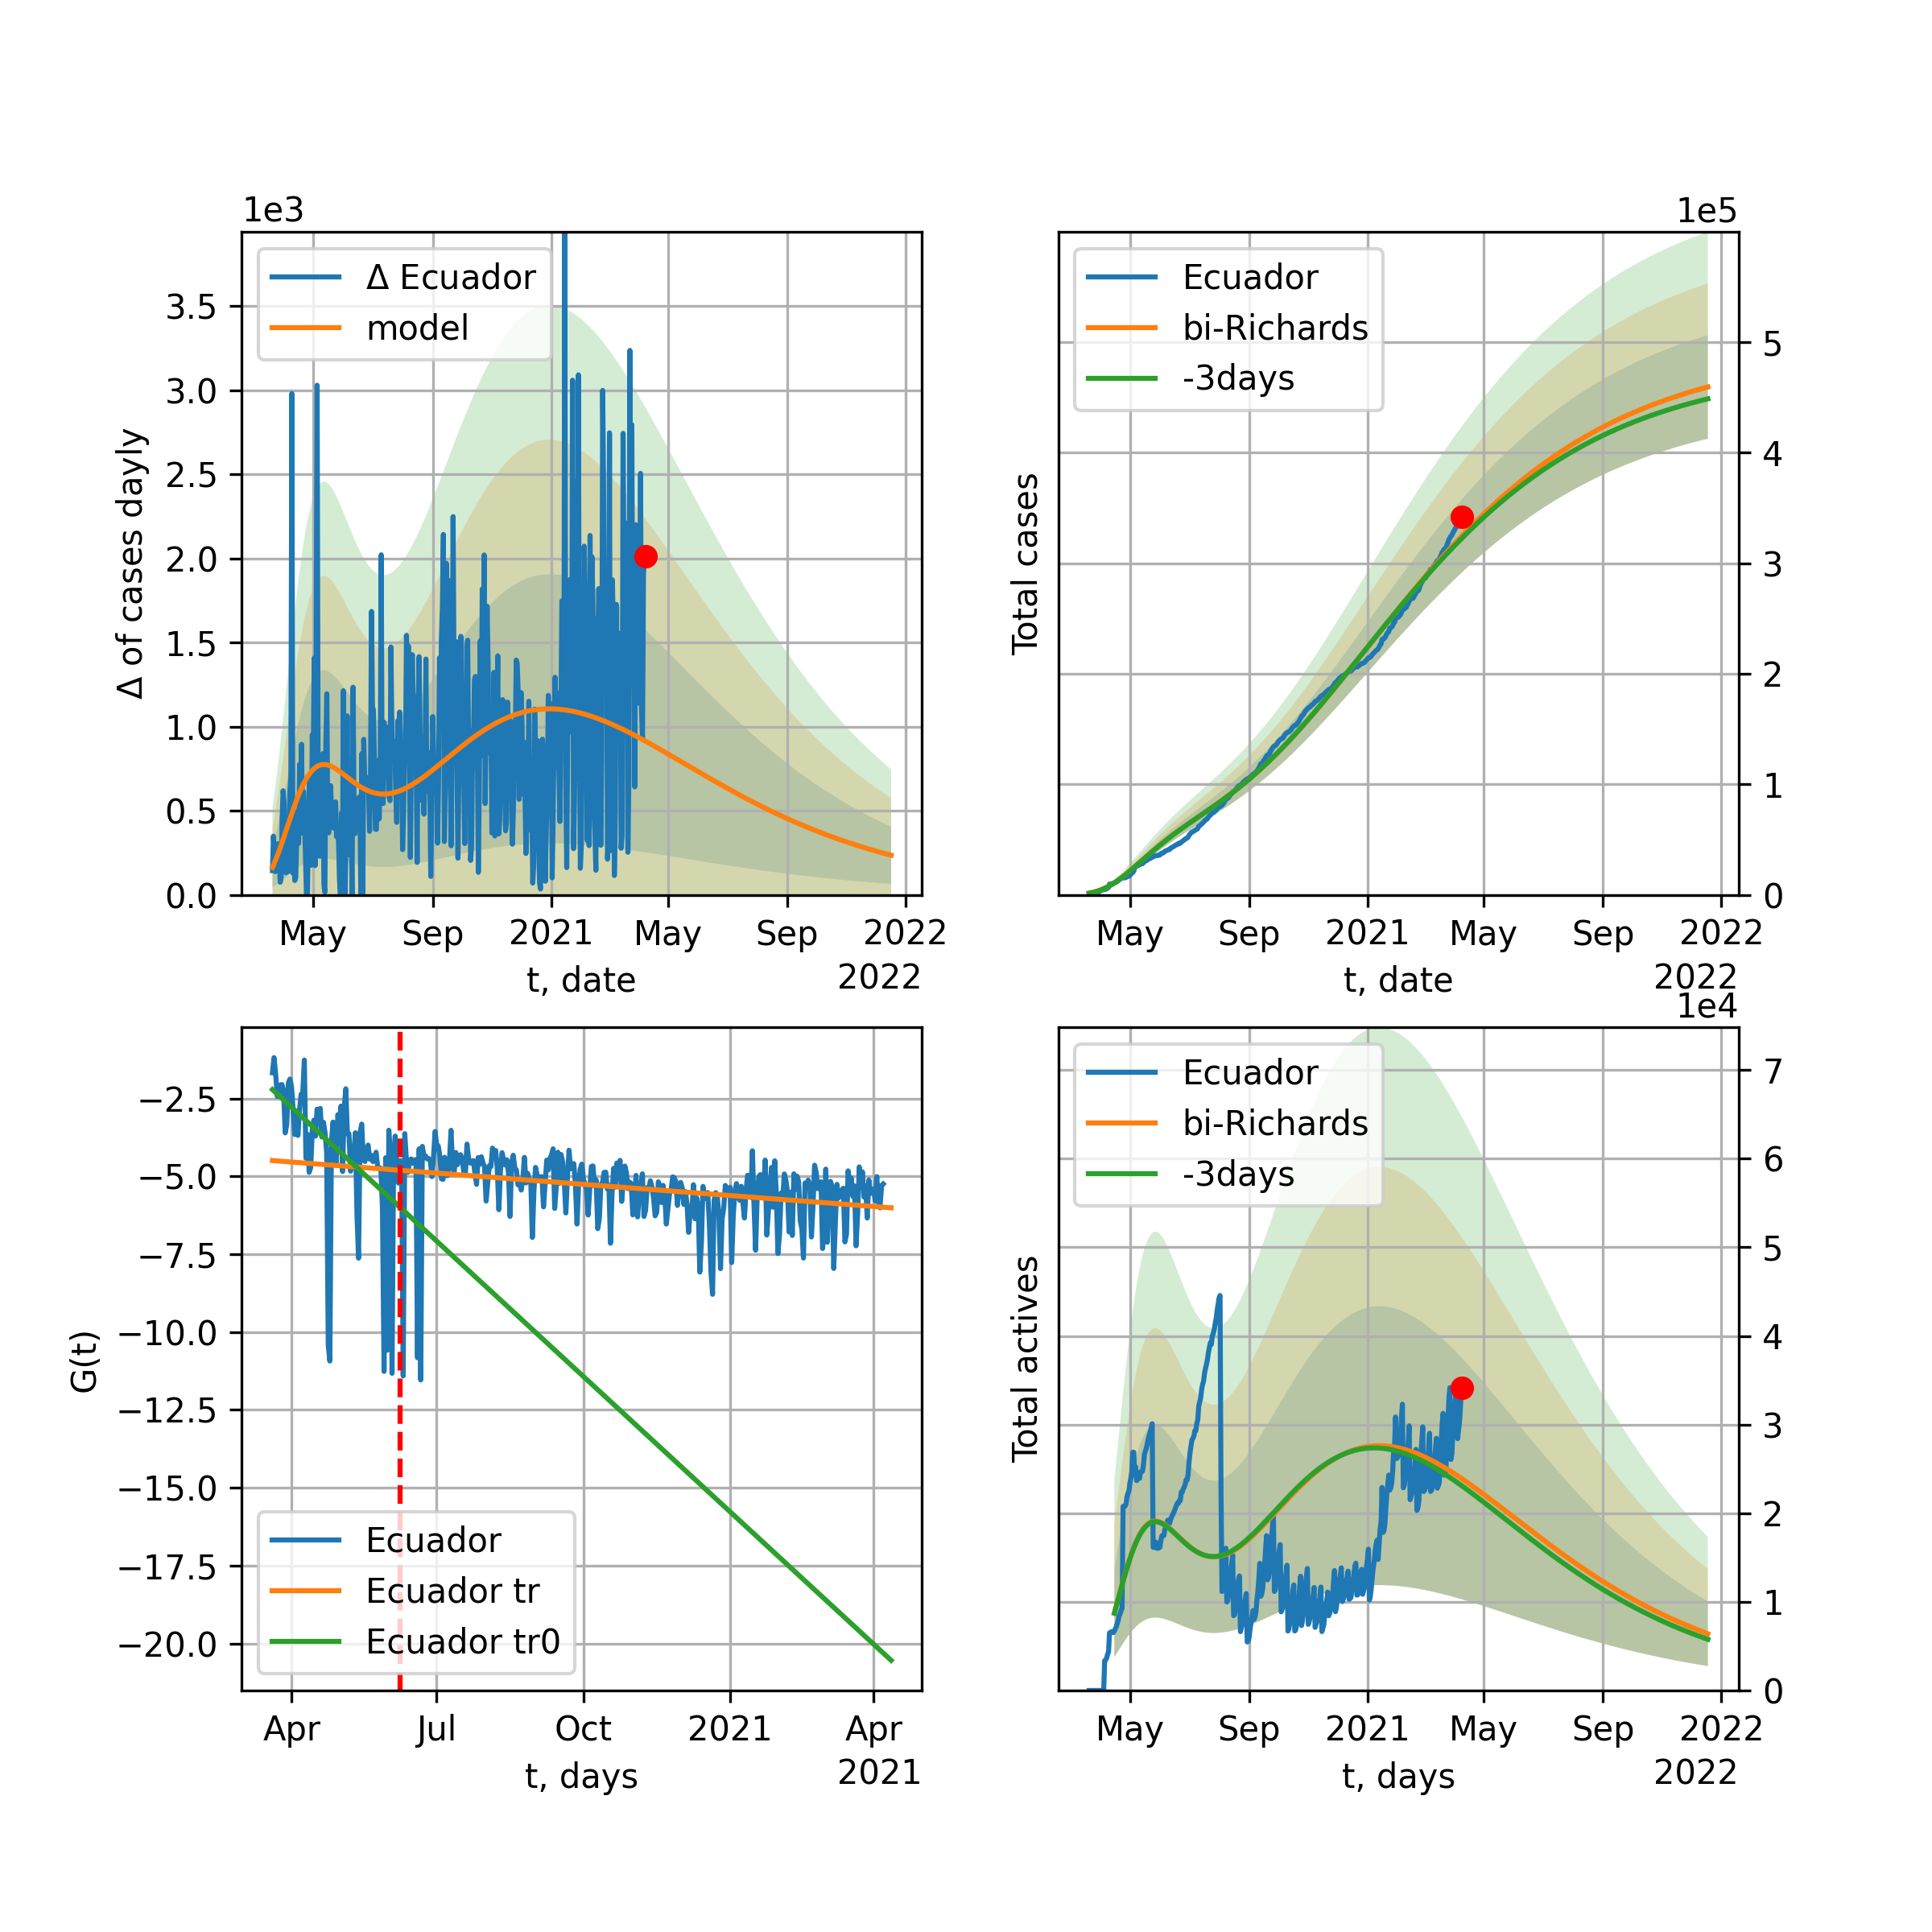 1e3
Δ of cases dayly
3.5
3.0
2.5
2.0
1.5
1.0
0.5
0.0
Δ Ecuador
model
May Sep 2021 May Sep 2022
t, date
2022
1e5
Total cases
Ecuador
bi-Richards
-3days
5
4
3
2
1
0
May Sep 2021 May Sep 2022
t, date
2022
G(t)
−2.5
−5.0
−7.5
−10.0
−12.5
−15.0
−17.5
−20.0
Ecuador
Ecuador tr
Ecuador tr0
Apr Jul Oct 2021 Apr
t, days
2021
1e4
Total actives
Ecuador
bi-Richards
-3days
7
6
5
4
3
2
1
0
May Sep 2021 May Sep 2022
t, days
2022